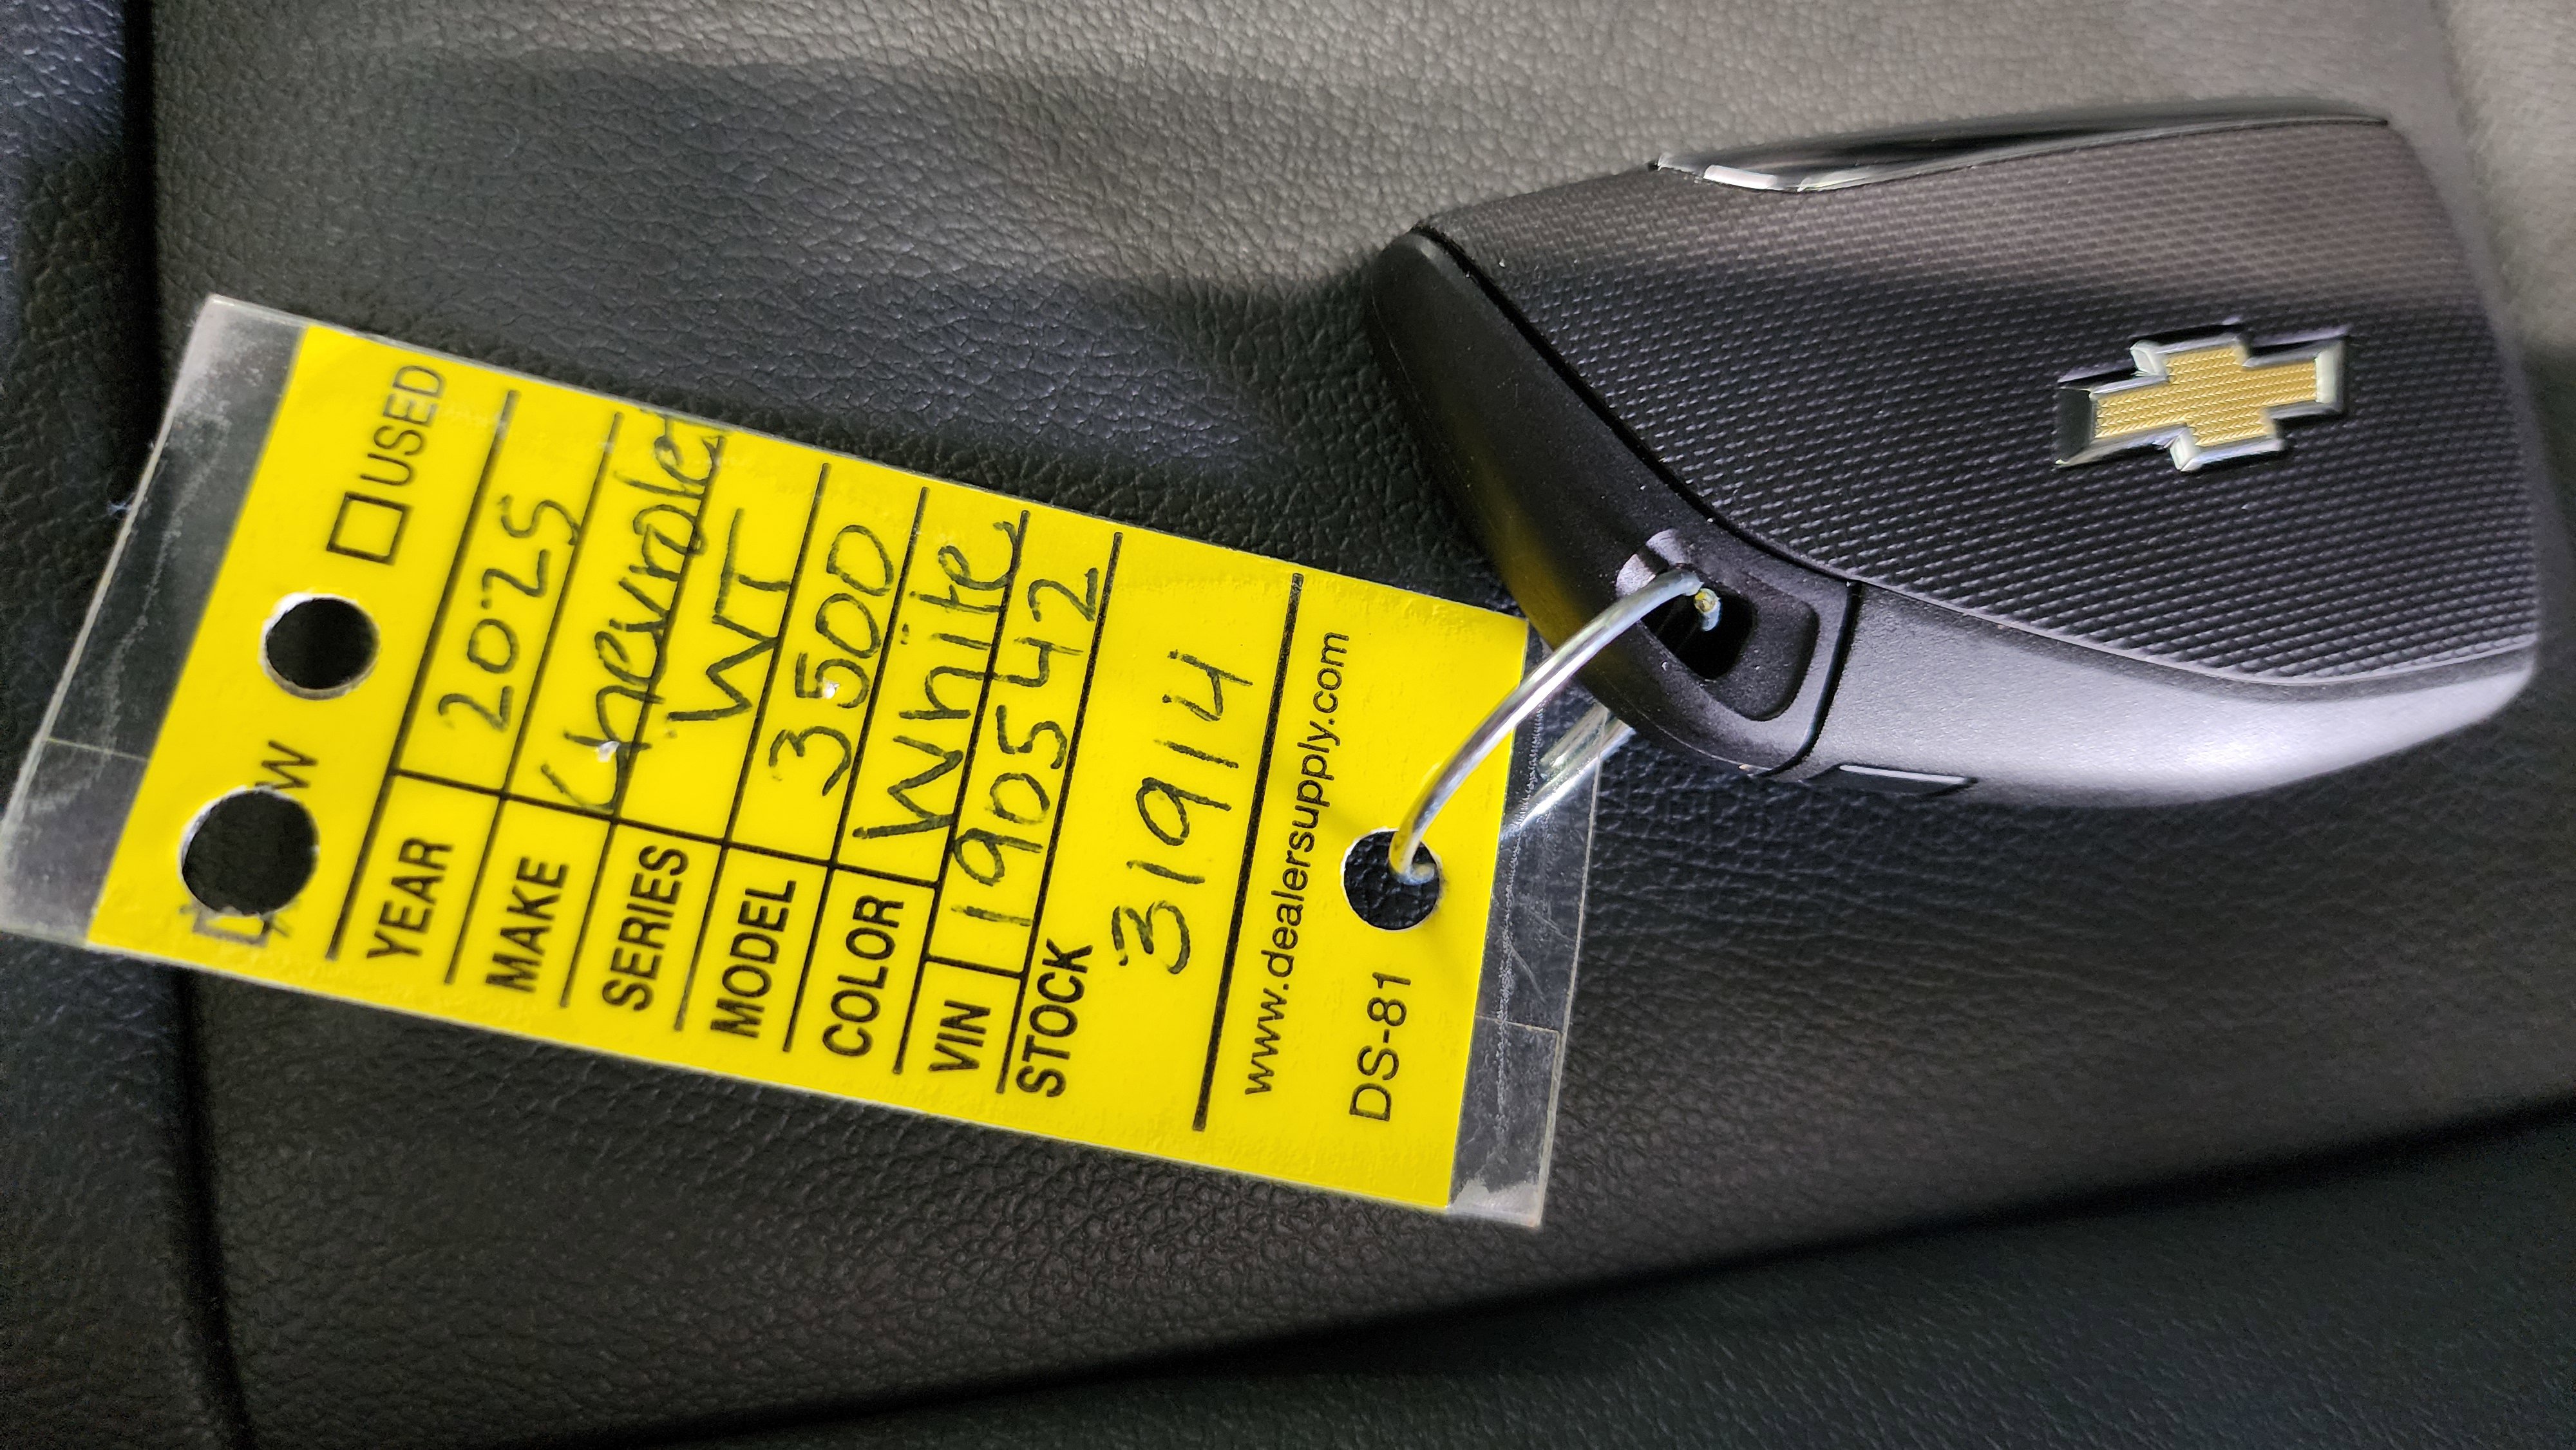 W □ USED
YEAR 2025
MAKE Chevrolet
SERIES WT
MODEL 3500
COLOR White
VIN 190542
STOCK
31914
www.dealersupply.com
DS-81